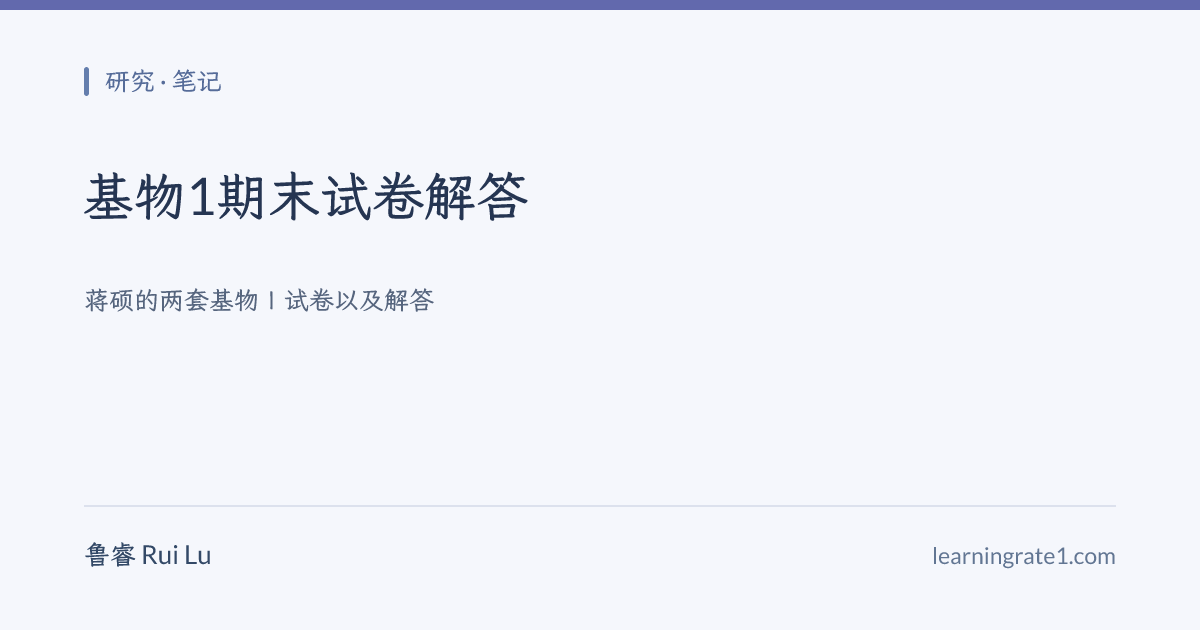 研究 · 笔记
基物1期末试卷解答
蒋硕的两套基物 I 试卷以及解答
鲁睿 Rui Lu
learningrate1.com